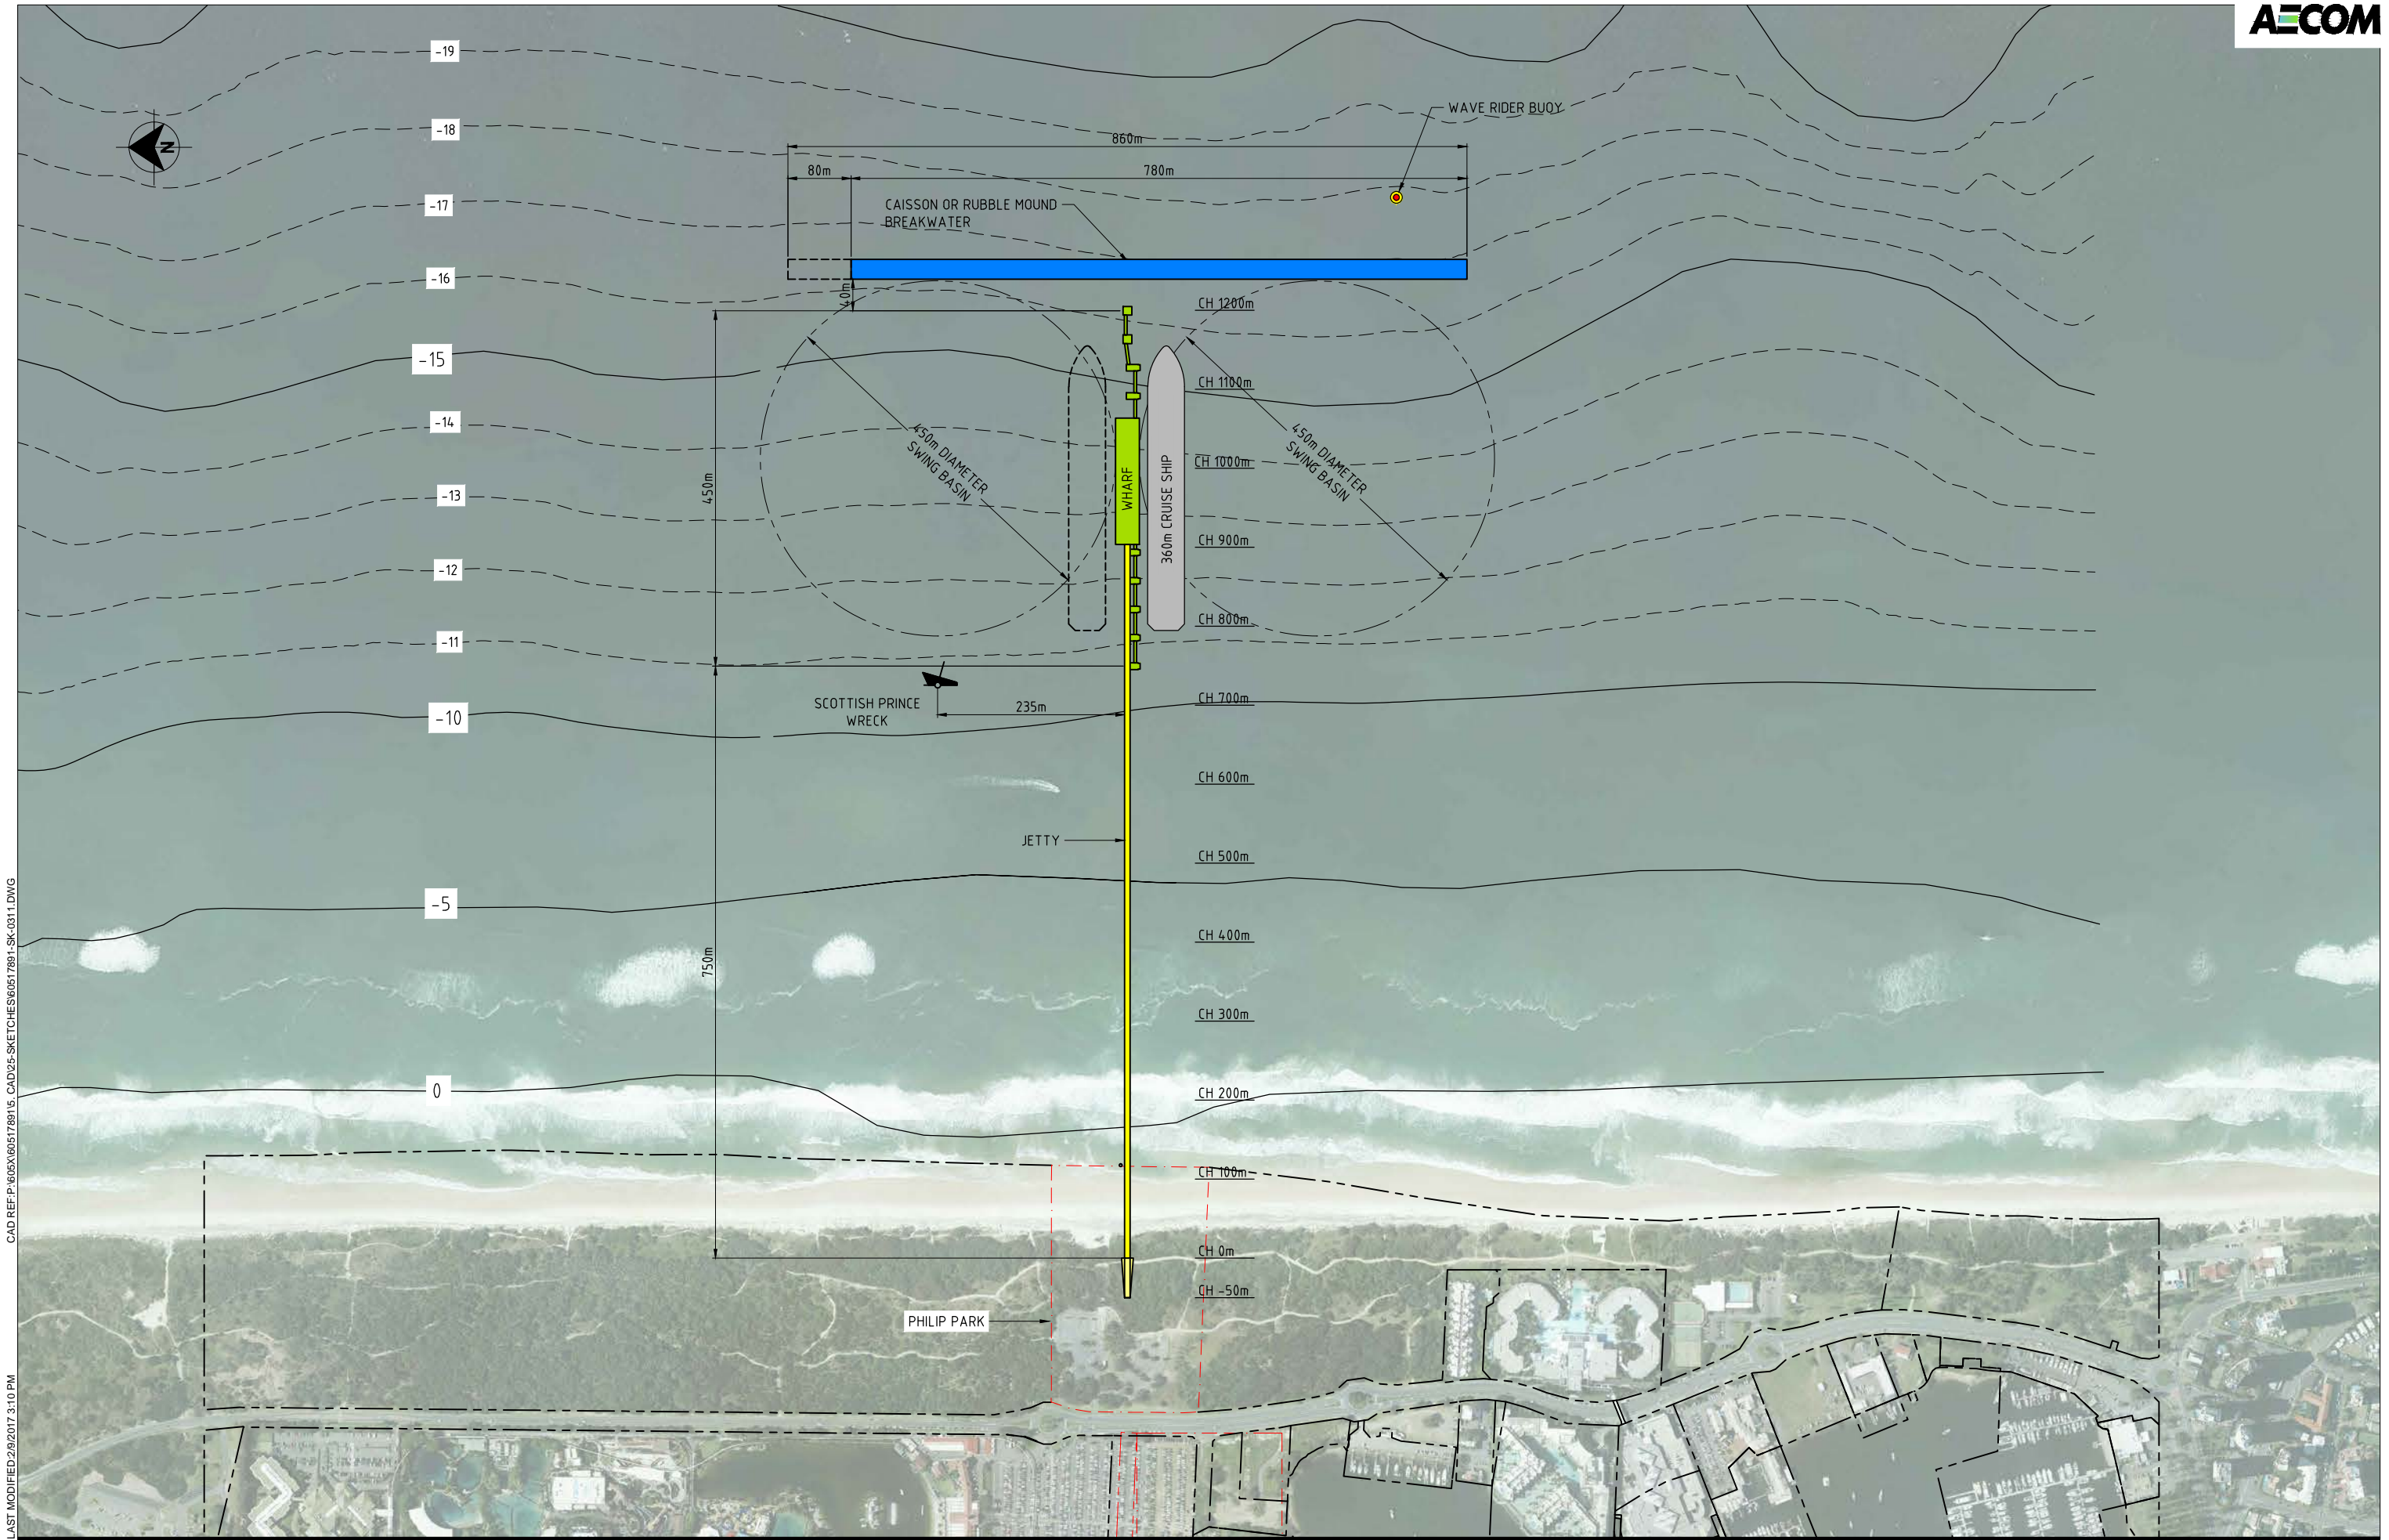 AECOM
-19
WAVE RIDER BUOY
-18
860m
N
80m
780m
-17
CAISSON OR RUBBLE MOUND
BREAKWATER
-16
40m
CH 1200m
-15
CH 1100m
-14
450m DIAMETER
SWING BASIN
450m DIAMETER
SWING BASIN
CH 1000m
450m
WHARF
360m CRUISE SHIP
-13
CH 900m
-12
CH 800m
-11
SCOTTISH PRINCE
WRECK
235m
CH 700m
-10
CH 600m
JETTY
CH 500m
-5
CH 400m
750m
CH 300m
0
CH 200m
CH 100m
CH 0m
CH -50m
PHILIP PARK
CAD REF:P:\605X\60517891\5. CAD\25-SKETCHES\60517891-SK-0311.DWG
LAST MODIFIED:2/9/2017 3:10 PM